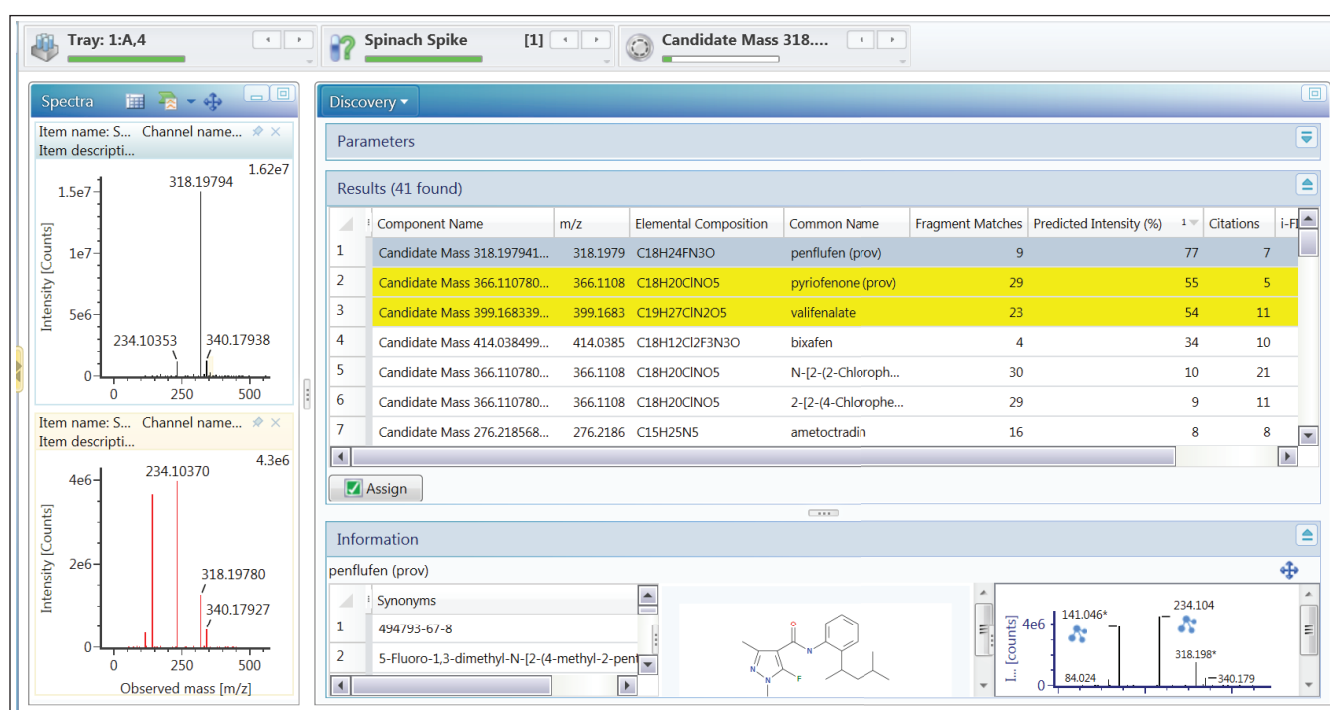 Tray: 1:A,4
Spinach Spike [1]
Candidate Mass 318....
Spectra
Item name: S... Channel name...
Item descripti...
1.62e7
318.19794
1.5e7
1e7
5e6
234.10353 340.17938
0
0 250 500
Intensity [Counts]
Item name: S... Channel name...
Item descripti...
4.3e6
234.10370
4e6
2e6
318.19780
340.17927
0
0 250 500
Intensity [Counts]
Observed mass [m/z]
Discovery
Parameters
Results (41 found)
Component Name m/z Elemental Composition Common Name Fragment Matches Predicted Intensity (%) 1 Citations i-FI
1 Candidate Mass 318.197941... 318.1979 C18H24FN3O penflufen (prov) 9 77 7
2 Candidate Mass 366.110780... 366.1108 C18H20ClNO5 pyriofenone (prov) 29 55 5
3 Candidate Mass 399.168339... 399.1683 C19H27ClN2O5 valifenalate 23 54 11
4 Candidate Mass 414.038499... 414.0385 C18H12Cl2F3N3O bixafen 4 34 10
5 Candidate Mass 366.110780... 366.1108 C18H20ClNO5 N-[2-(2-Chloroph... 30 10 21
6 Candidate Mass 366.110780... 366.1108 C18H20ClNO5 2-[2-(4-Chlorophe... 29 9 11
7 Candidate Mass 276.218568... 276.2186 C15H25N5 ametoctradin 16 8 8
Assign
Information
penflufen (prov)
Synonyms
1 494793-67-8
2 5-Fluoro-1,3-dimethyl-N-[2-(4-methyl-2-pent
O
N
N
N
F
I... [counts]
4e6
0
141.046*
234.104
318.198*
84.024
340.179